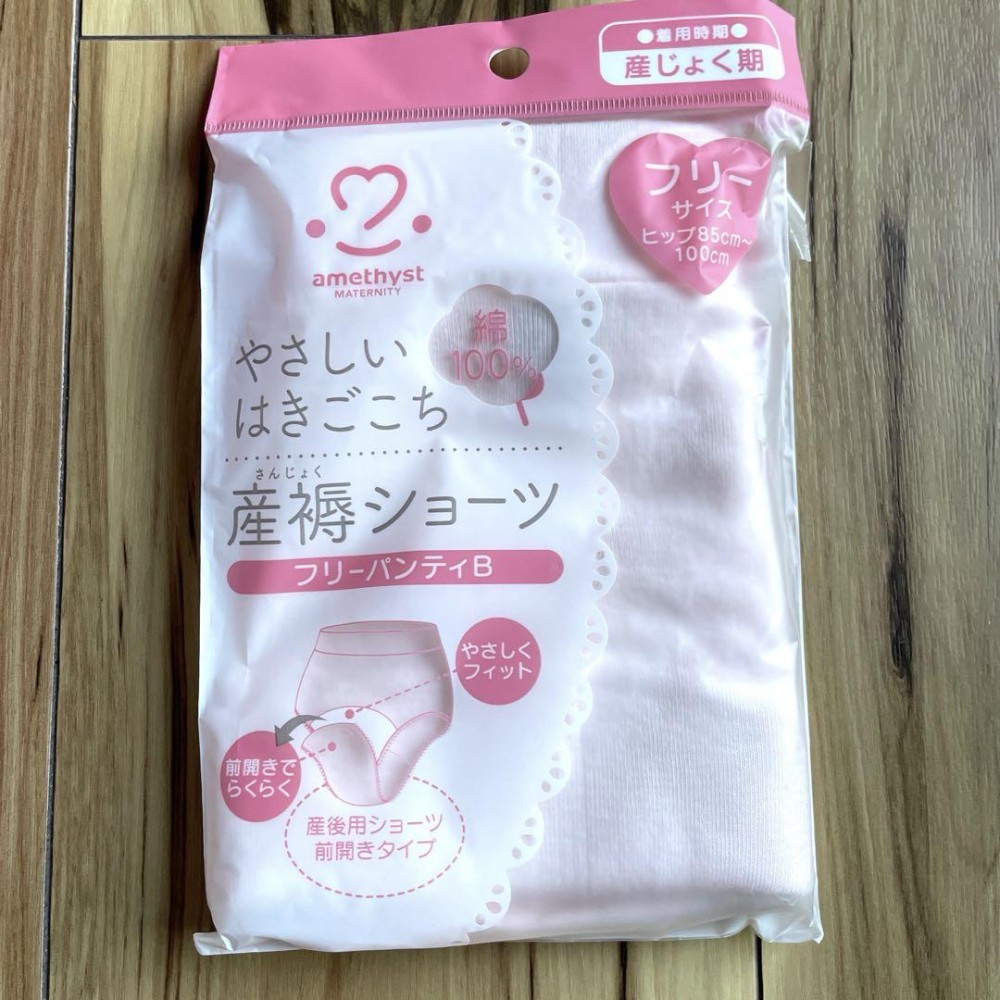 ●着用時期●
産じょく期
フリー
サイズ
ヒップ85cm~
100cm
amethyst
MATERNITY
綿
100%
やさしい
はきごこち
さんじょく
産褥ショーツ
フリーパンティB
やさしく
フィット
前開きで
らくらく
産後用ショーツ
前開きタイプ